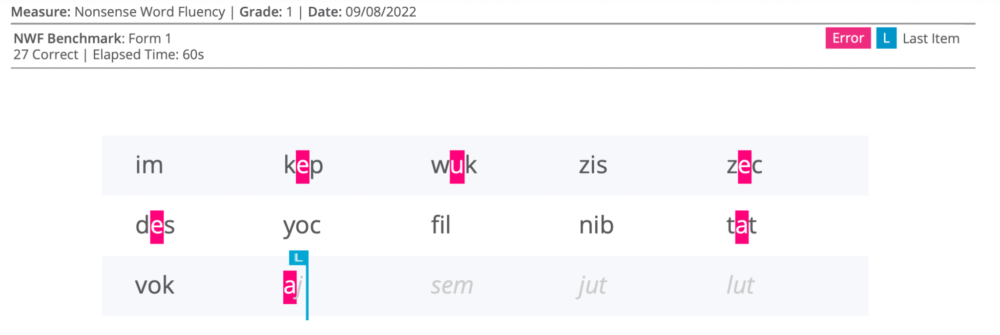 Measure: Nonsense Word Fluency | Grade: 1 | Date: 09/08/2022
NWF Benchmark: Form 1
Error L Last Item
27 Correct | Elapsed Time: 60s
im kep wuk zis zec
des yoc fil nib tat
L
vok aj sem jut lut